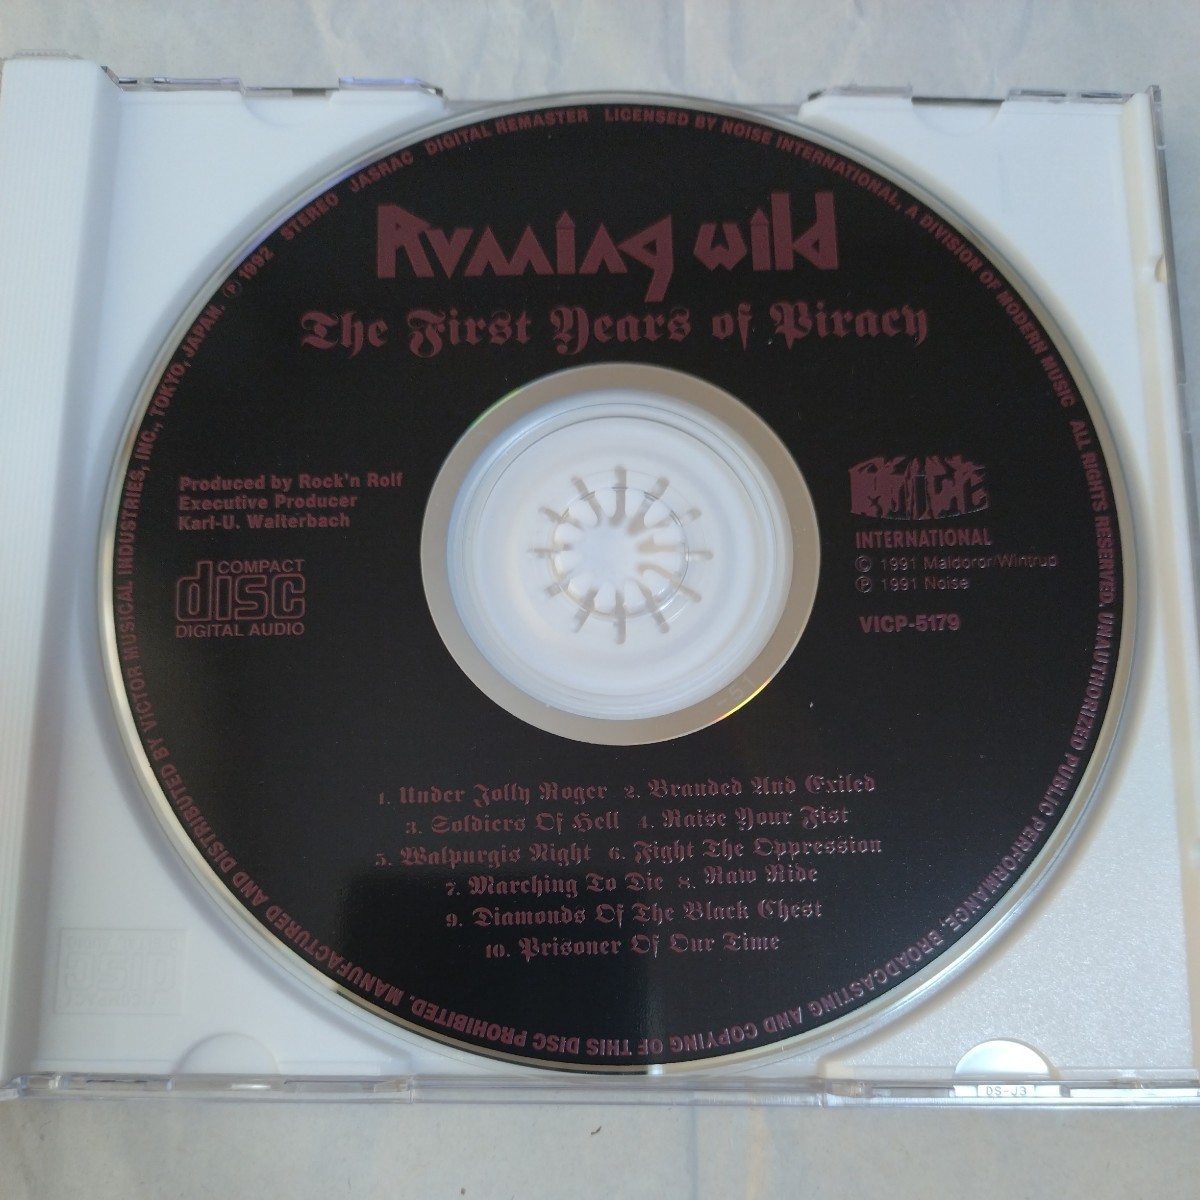 Running Wild
The First Years of Piracy
Produced by Rock'n Rolf
Executive Producer
Karl-U. Walterbach
COMPACT
disc
DIGITAL AUDIO
NOISE
INTERNATIONAL
© 1991 Maldoror/Wintrup
℗ 1991 Noise
VICP-5179
1. Under Jolly Roger 2. Branded And Exiled
3. Soldiers Of Hell 4. Raise Your Fist
5. Walpurgis Night 6. Fight The Oppression
7. Marching To Die 8. Raw Ride
9. Diamonds Of The Black Chest
10. Prisoner Of Our Time
MANUFACTURED AND DISTRIBUTED BY VICTOR MUSICAL INDUSTRIES, INC., TOKYO, JAPAN. ℗ 1992 STEREO JASRAC DIGITAL REMASTER LICENSED BY NOISE INTERNATIONAL, A DIVISION OF MODERN MUSIC ALL RIGHTS RESERVED. UNAUTHORIZED PUBLIC PERFORMANCE, BROADCASTING AND COPYING OF THIS DISC PROHIBITED.
51
DS-J3